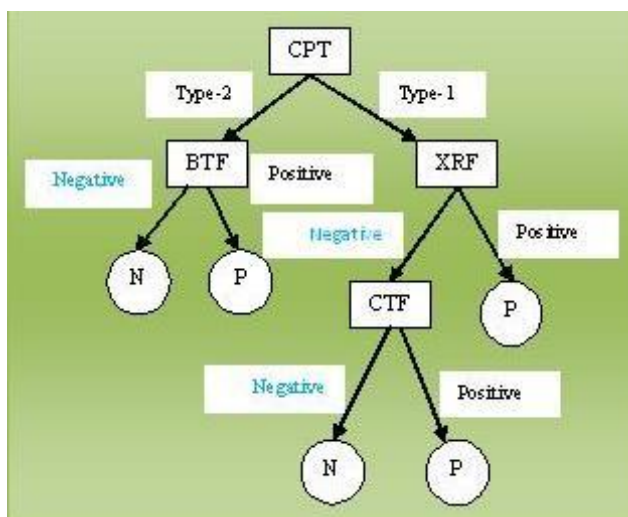 CPT
Type-2
Type-1
BTF
XRF
Negative
Positive
Negative
Positive
N
P
CTF
P
Negative
Positive
N
P